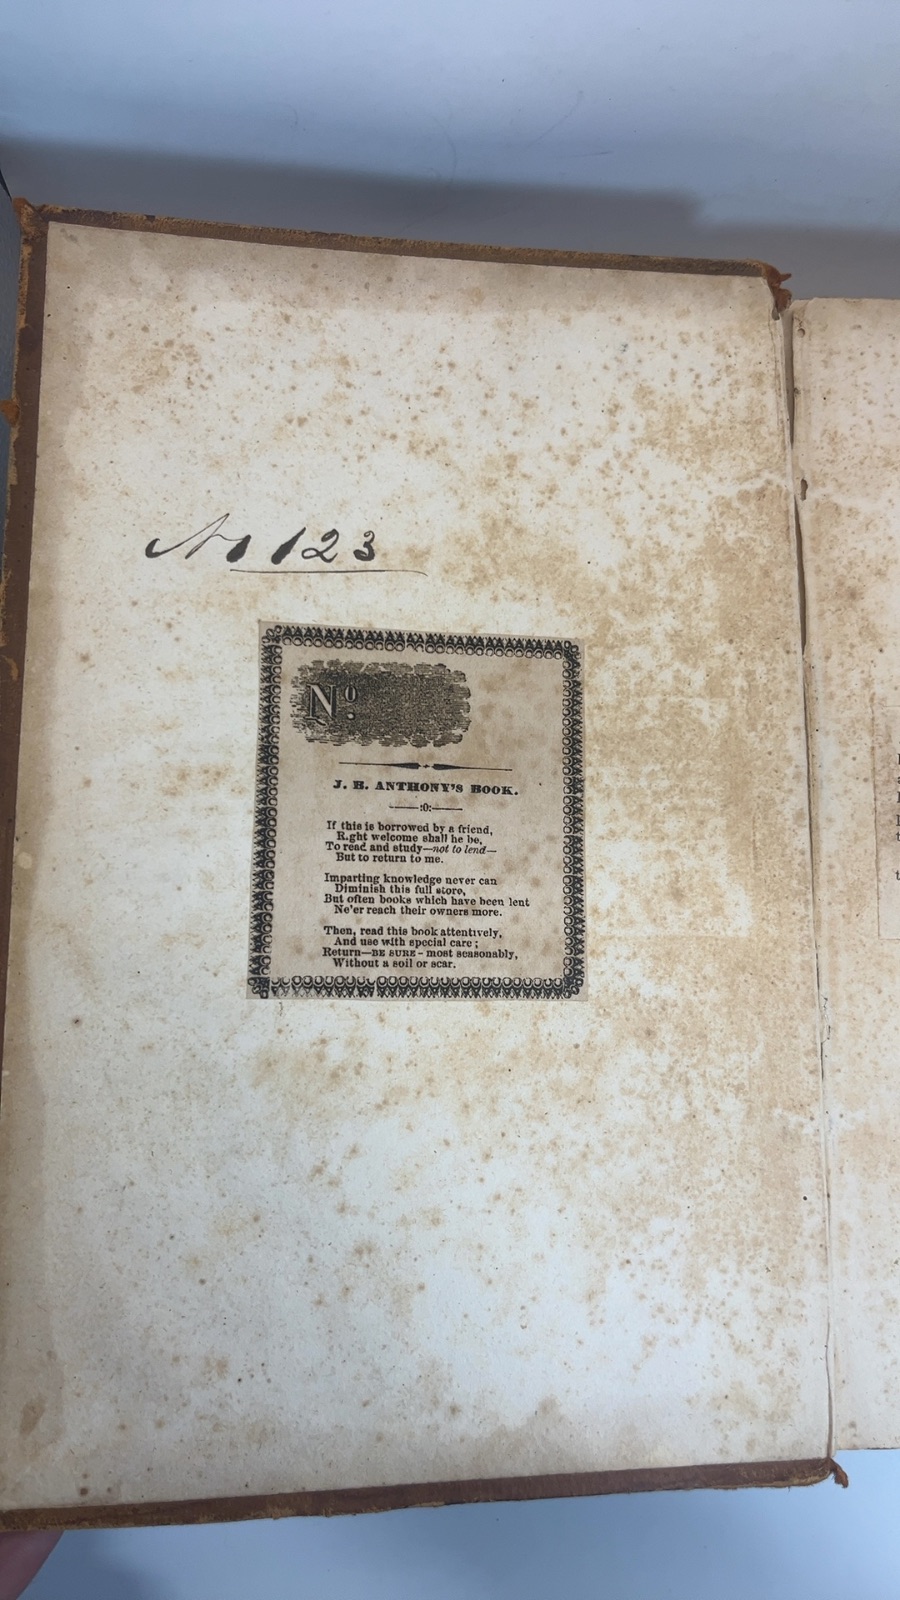 No 123
Nº
J. H. ANTHONY'S BOOK.
:0:
If this is borrowed by a friend,
R.ght welcome shall he be,
To read and study—not to lend—
But to return to me.
Imparting knowledge never can
Diminish this full store,
But often books which have been lent
Ne'er reach their owners more.
Then, read this book attentively,
And use with special care ;
Return—BE SURE - most seasonably,
Without a soil or scar.